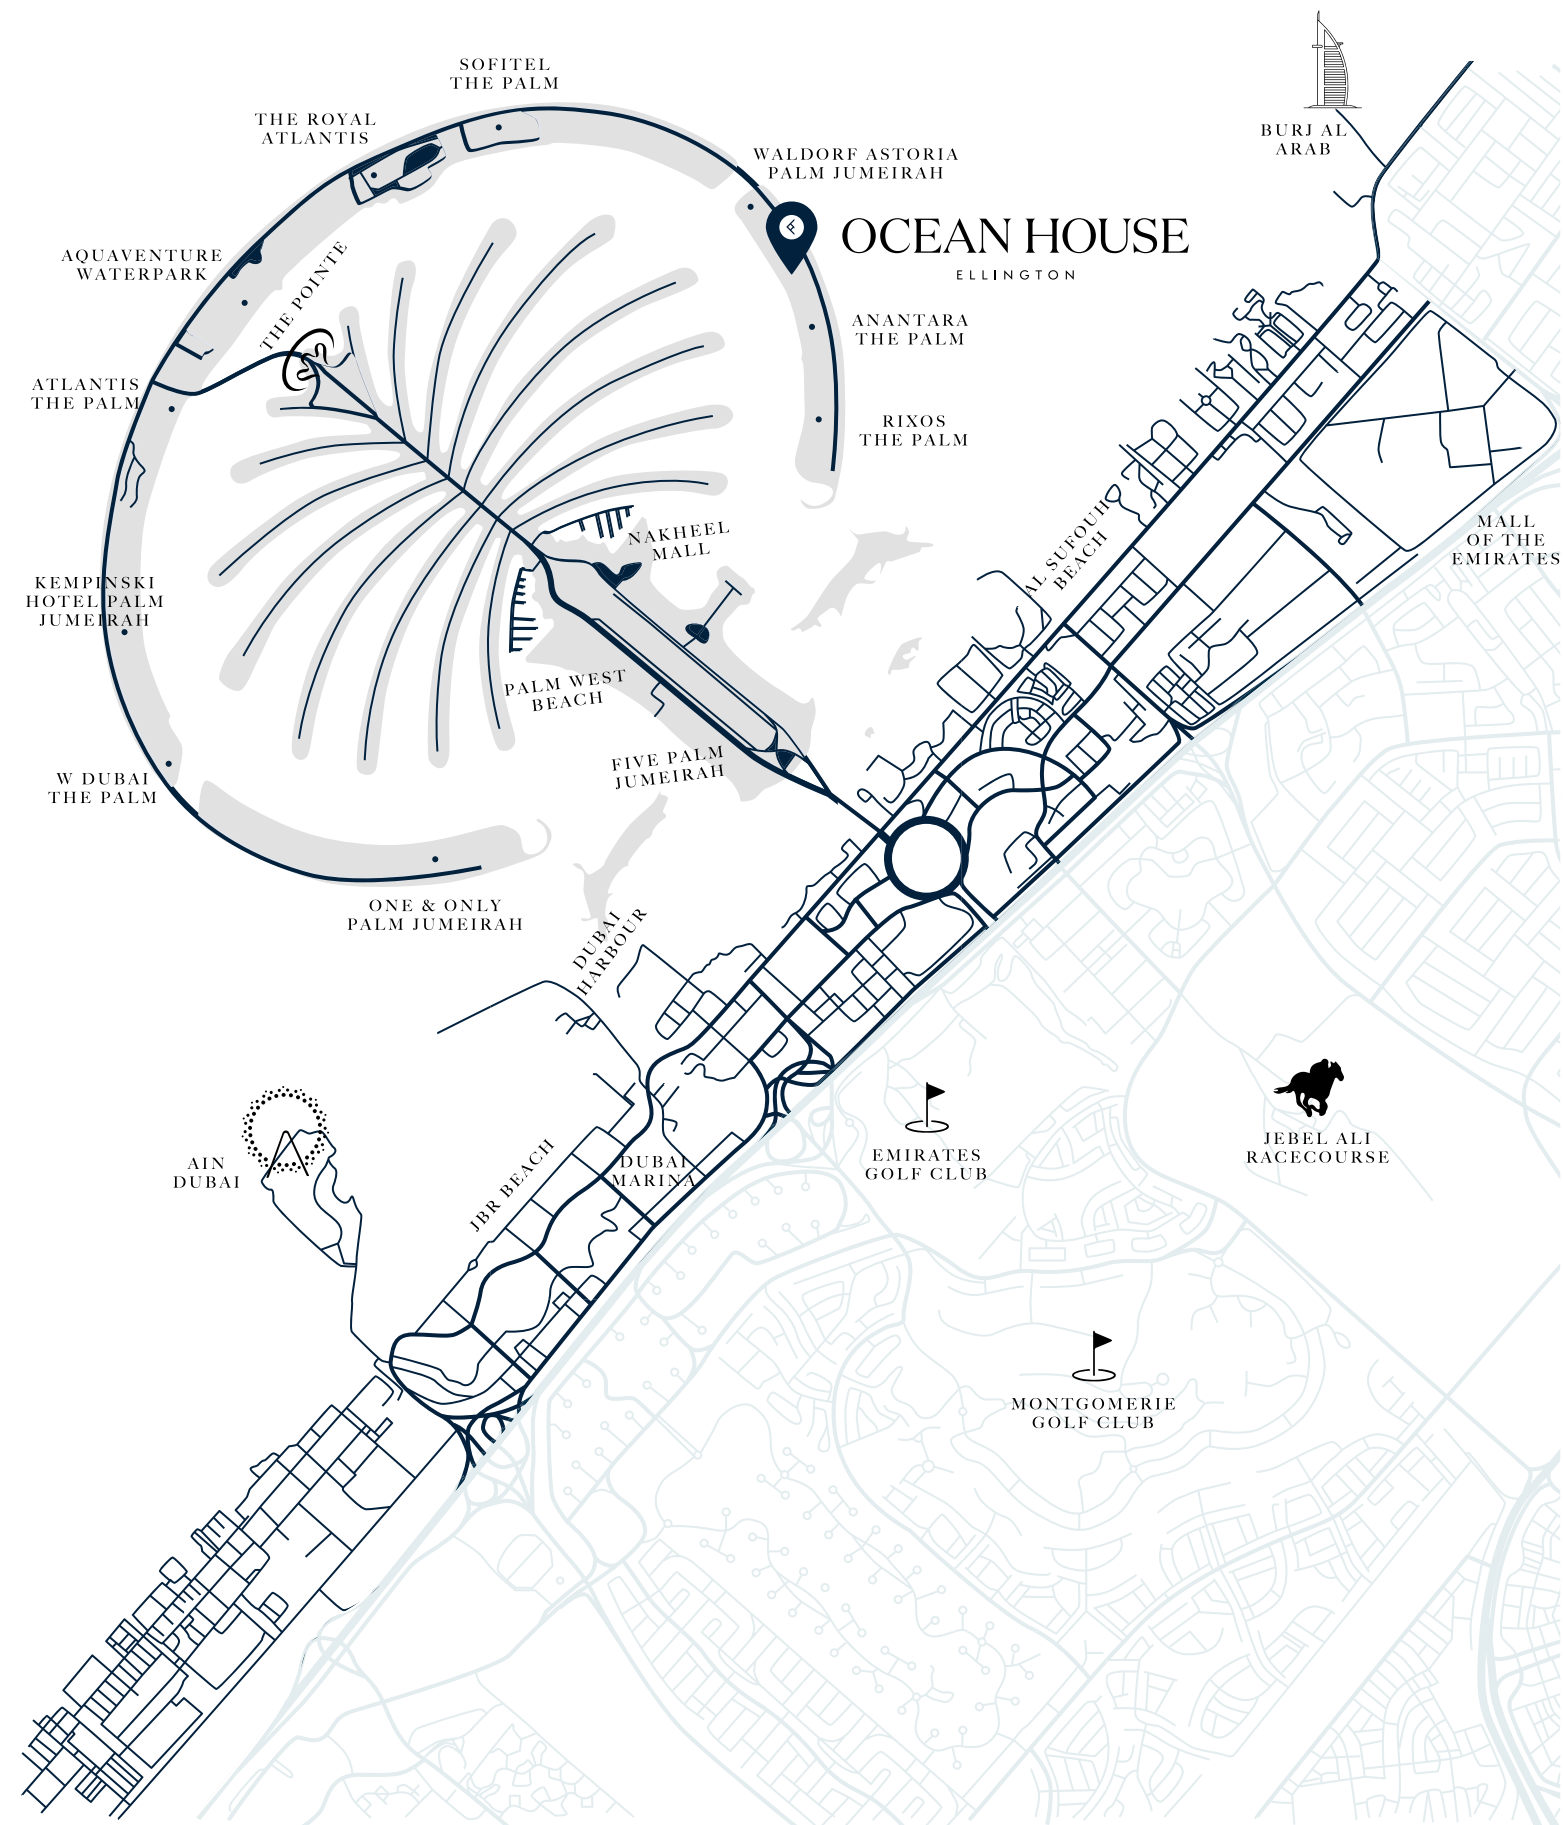 SOFITEL
THE PALM
THE ROYAL
ATLANTIS
BURJ AL
ARAB
WALDORF ASTORIA
PALM JUMEIRAH
OCEAN HOUSE
ELLINGTON
AQUAVENTURE
WATERPARK
THE POINTE
ANANTARA
THE PALM
ATLANTIS
THE PALM
RIXOS
THE PALM
NAKHEEL
MALL
AL SUFOUH
BEACH
MALL
OF THE
EMIRATES
KEMPINSKI
HOTEL PALM
JUMEIRAH
PALM WEST
BEACH
FIVE PALM
JUMEIRAH
W DUBAI
THE PALM
ONE & ONLY
PALM JUMEIRAH
DUBAI
HARBOUR
AIN
DUBAI
JBR BEACH
DUBAI
MARINA
EMIRATES
GOLF CLUB
JEBEL ALI
RACECOURSE
MONTGOMERIE
GOLF CLUB